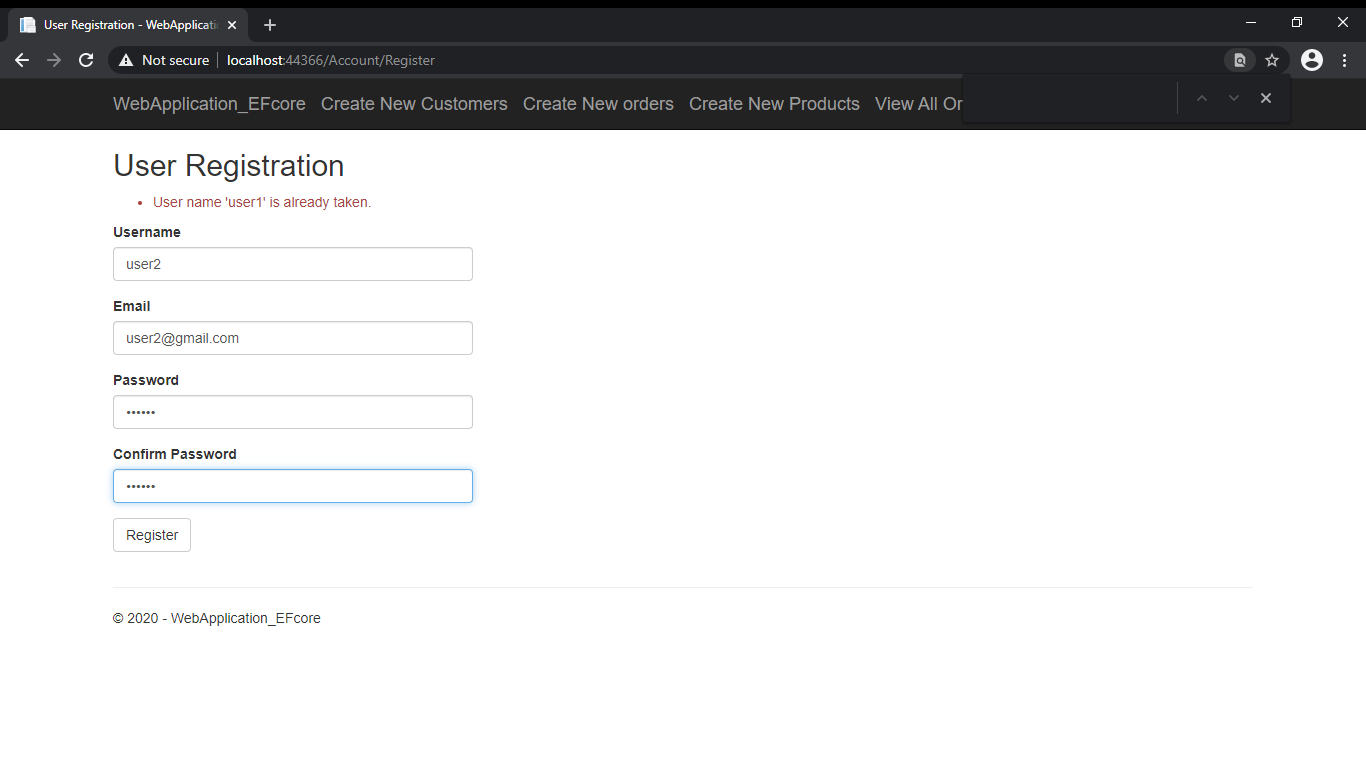 User Registration - WebApplicati
Not secure localhost:44366/Account/Register
WebApplication_EFcore Create New Customers Create New orders Create New Products View All Or
User Registration
• User name 'user1' is already taken.
Username
user2
Email
user2@gmail.com
Password
••••••
Confirm Password
••••••
Register
© 2020 - WebApplication_EFcore